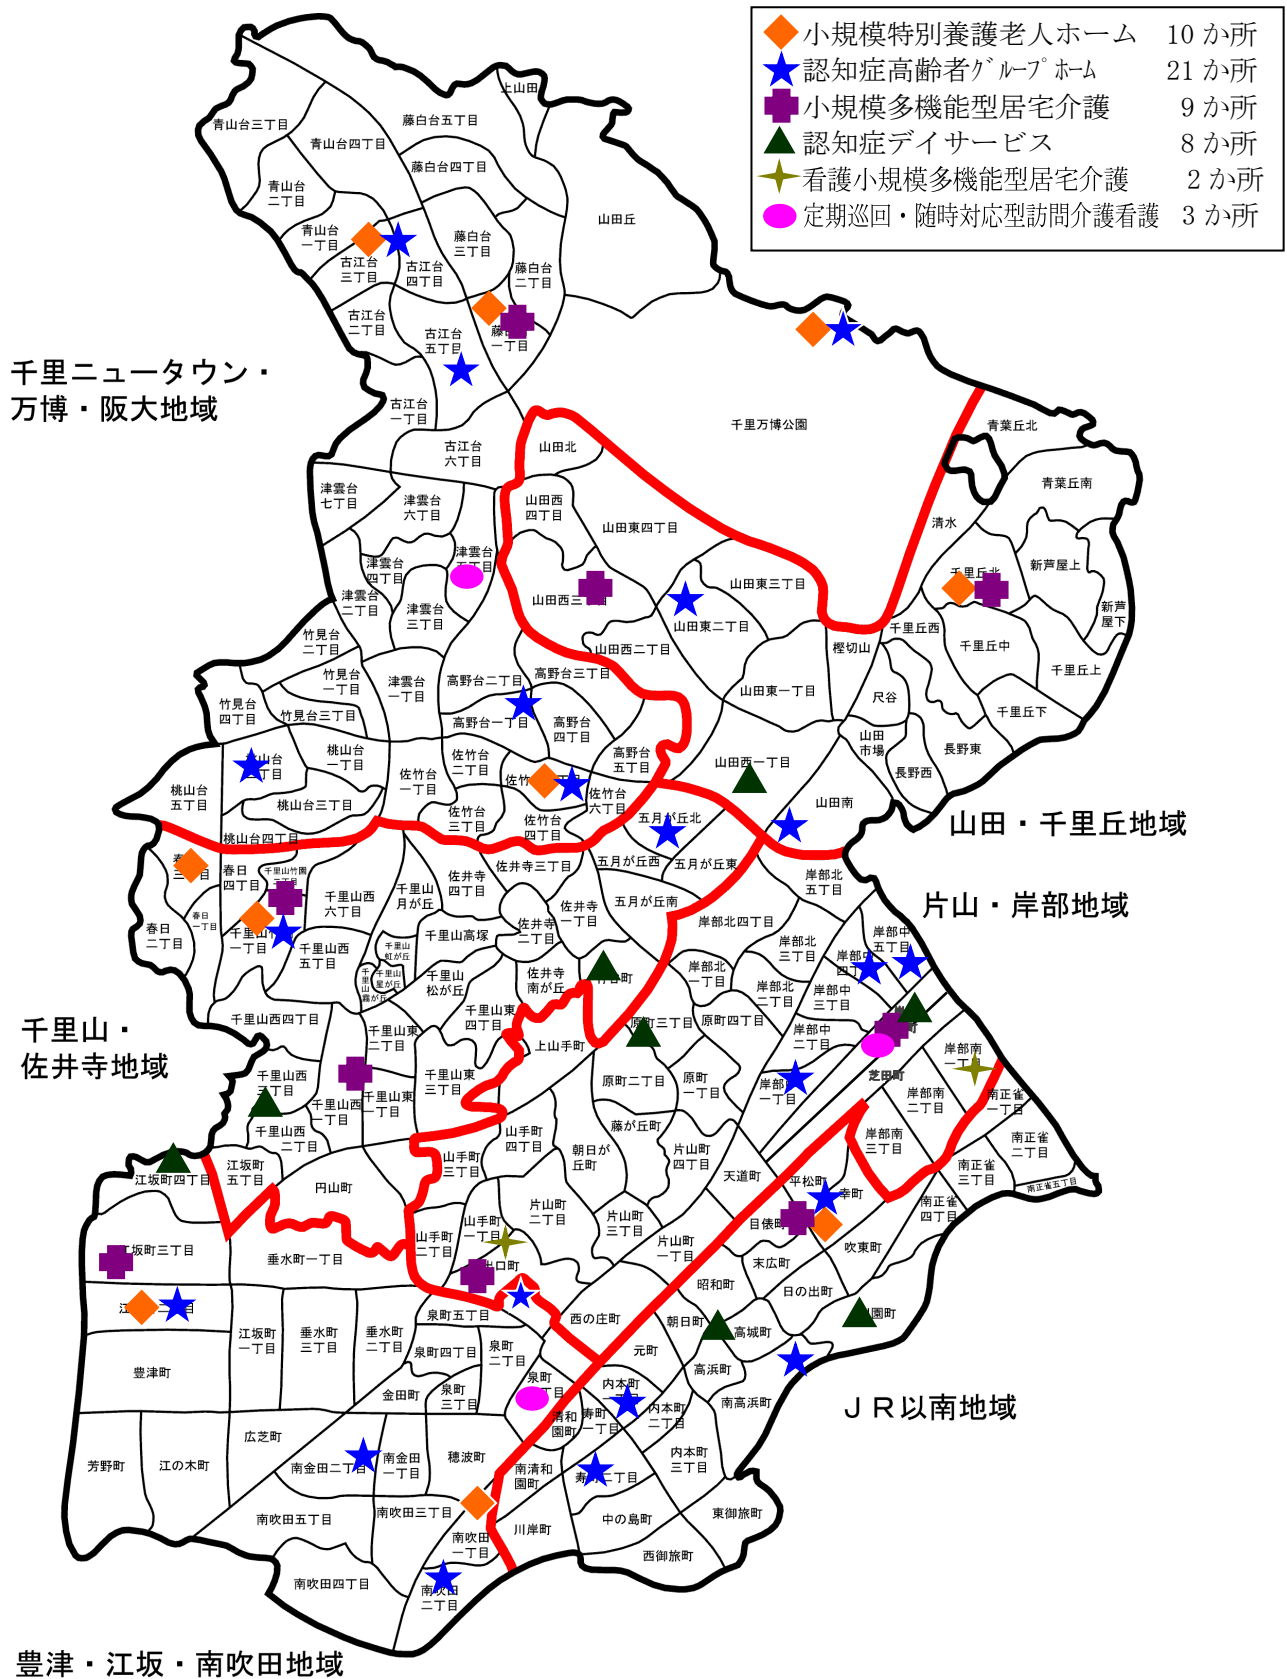 小規模特別養護老人ホーム 10か所
認知症高齢者グループホーム 21か所
小規模多機能型居宅介護 9か所
認知症デイサービス 8か所
看護小規模多機能型居宅介護 2か所
定期巡回・随時対応型訪問介護看護 3か所
上山田
青山台三丁目
青山台四丁目
藤白台五丁目
藤白台四丁目
青山台
二丁目
青山台
一丁目
藤白台
三丁目
山田丘
古江台
三丁目
古江台
四丁目
藤白台
二丁目
古江台
二丁目
古江台
五丁目
一丁目
千里ニュータウン・
万博・阪大地域
古江台
一丁目
千里万博公園
青葉丘北
古江台
六丁目
山田北
青葉丘南
津雲台
七丁目
津雲台
六丁目
山田西
四丁目
山田東四丁目
清水
津雲台
四丁目
津雲台
山田東三丁目
千里丘北
新芦屋上
津雲台
二丁目
津雲台
三丁目
山田西三丁目
山田東二丁目
新芦
屋下
千里丘西
竹見台
二丁目
山田西二丁目
樫切山
千里丘中
千里丘上
竹見台
一丁目
津雲台
一丁目
高野台二丁目
高野台三丁目
山田東一丁目
尺谷
竹見台
四丁目
竹見台三丁目
高野台一丁目
高野台
四丁目
千里丘下
山田
市場
長野東
桃山台
一丁目
佐竹台
二丁目
高野台
五丁目
山田西一丁目
長野西
桃山台
五丁目
佐竹台
一丁目
佐竹台
六丁目
桃山台三丁目
佐竹台
三丁目
佐竹台
四丁目
五月が丘北
山田南
山田・千里丘地域
桃山台四丁目
春日
四丁目
千里山竹園
千里山西
六丁目
千里山
月が丘
佐井寺
四丁目
佐井寺三丁目
五月が丘西
五月が丘東
岸部北
五丁目
春日
二丁目
春日
一丁目
一丁目
千里山西
五丁目
千里山高塚
佐井寺
一丁目
佐井寺
二丁目
五月が丘南
岸部北四丁目
片山・岸部地域
千里山
虹が丘
岸部北
三丁目
岸部中
五丁目
千里山
霧が丘
千里山
星が丘
千里山
松が丘
佐井寺
南が丘
岸部北
一丁目
岸部北
二丁目
岸部中
三丁目
千里山・
佐井寺地域
千里山西四丁目
千里山東
二丁目
千里山東
四丁目
上山手町
原町三丁目
原町四丁目
岸部中
二丁目
千里山西
三丁目
千里山東
三丁目
原町二丁目
原町
一丁目
一丁目
芝田町
岸部南
一丁目
千里山西
一丁目
千里山東
一丁目
岸部南
二丁目
南正雀
一丁目
千里山西
二丁目
山手町
四丁目
藤が丘町
岸部南
三丁目
南正雀
二丁目
江坂町四丁目
江坂町
五丁目
山手町
三丁目
朝日が
丘町
片山町
四丁目
天道町
南正雀
三丁目
南正雀五丁目
円山町
平松町
幸町
南正雀
四丁目
山手町
二丁目
山手町
一丁目
片山町
二丁目
片山町
三丁目
目俵町
江坂町三丁目
垂水町一丁目
出口町
片山町
一丁目
末広町
吹東町
昭和町
日の出町
江坂町
一丁目
垂水町
三丁目
垂水町
二丁目
泉町五丁目
西の庄町
朝日町
高城町
豊津町
泉町四丁目
泉町
二丁目
元町
高浜町
金田町
泉町
三丁目
泉町
内本町
内本町
二丁目
南高浜町
ＪＲ以南地域
清和
園町
寿町
一丁目
広芝町
芳野町
江の木町
南金田二丁目
南金田
一丁目
穂波町
南清和
園町
寿町二丁目
内本町
三丁目
南吹田五丁目
南吹田三丁目
川岸町
中の島町
東御旅町
南吹田
一丁目
西御旅町
南吹田四丁目
南吹田
二丁目
豊津・江坂・南吹田地域